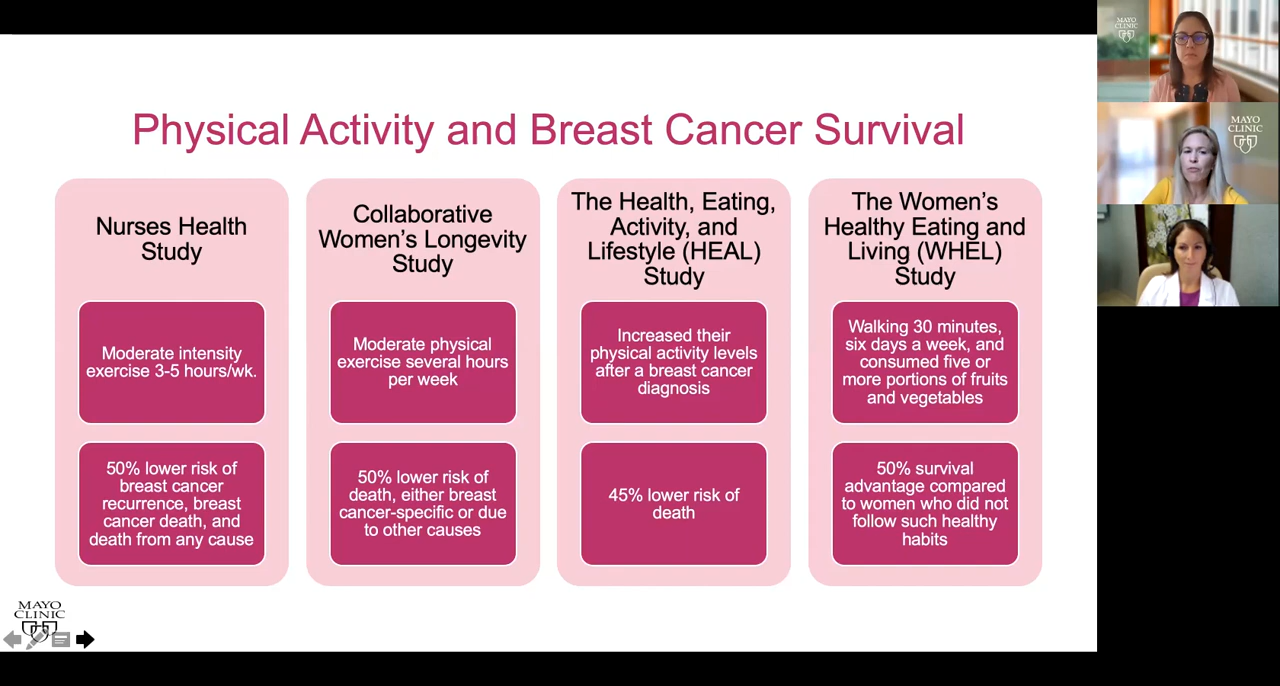 Physical Activity and Breast Cancer Survival
Nurses Health
Study
Moderate intensity
exercise 3-5 hours/wk.
50% lower risk of
breast cancer
recurrence, breast
cancer death, and
death from any cause
Collaborative
Women’s Longevity
Study
Moderate physical
exercise several hours
per week
50% lower risk of
death, either breast
cancer-specific or due
to other causes
The Health, Eating,
Activity, and
Lifestyle (HEAL)
Study
Increased their
physical activity levels
after a breast cancer
diagnosis
45% lower risk of
death
The Women’s
Healthy Eating and
Living (WHEL)
Study
Walking 30 minutes,
six days a week, and
consumed five or
more portions of fruits
and vegetables
50% survival
advantage compared
to women who did not
follow such healthy
habits
MAYO
CLINIC
MAYO
CLINIC
MAYO
CLINIC